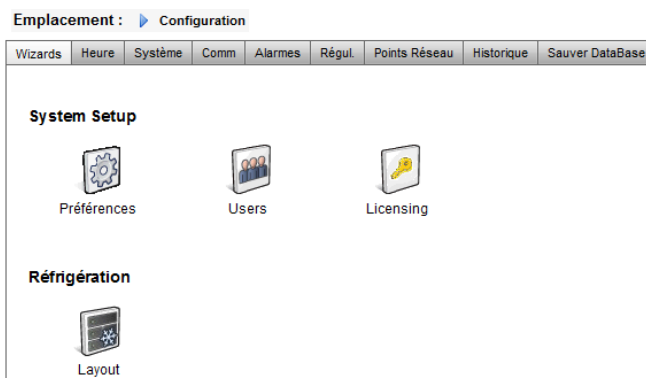 Emplacement : Configuration
Wizards Heure Système Comm Alarmes Régul. Points Réseau Historique Sauver DataBase
System Setup
Préférences Users Licensing
Réfrigération
Layout